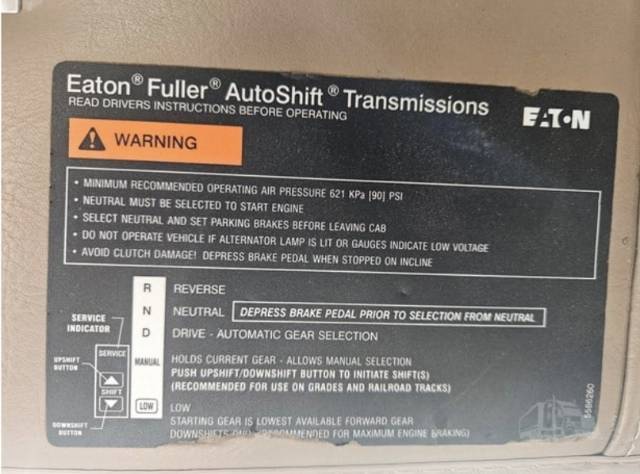 Eaton® Fuller® AutoShift® Transmissions
READ DRIVERS INSTRUCTIONS BEFORE OPERATING
EATON
WARNING
• MINIMUM RECOMMENDED OPERATING AIR PRESSURE 621 KPa [90] PSI
• NEUTRAL MUST BE SELECTED TO START ENGINE
• SELECT NEUTRAL AND SET PARKING BRAKES BEFORE LEAVING CAB
• DO NOT OPERATE VEHICLE IF ALTERNATOR LAMP IS LIT OR GAUGES INDICATE LOW VOLTAGE
• AVOID CLUTCH DAMAGE! DEPRESS BRAKE PEDAL WHEN STOPPED ON INCLINE
R REVERSE
N NEUTRAL DEPRESS BRAKE PEDAL PRIOR TO SELECTION FROM NEUTRAL
D DRIVE - AUTOMATIC GEAR SELECTION
MANUAL HOLDS CURRENT GEAR - ALLOWS MANUAL SELECTION
PUSH UPSHIFT/DOWNSHIFT BUTTON TO INITIATE SHIFT(S)
(RECOMMENDED FOR USE ON GRADES AND RAILROAD TRACKS)
LOW LOW
STARTING GEAR IS LOWEST AVAILABLE FORWARD GEAR
DOWNSHIFTS ONLY (RECOMMENDED FOR MAXIMUM ENGINE BRAKING)
SERVICE
INDICATOR
SERVICE
UPSHIFT
BUTTON
SHIFT
DOWNSHIFT
BUTTON
5586260